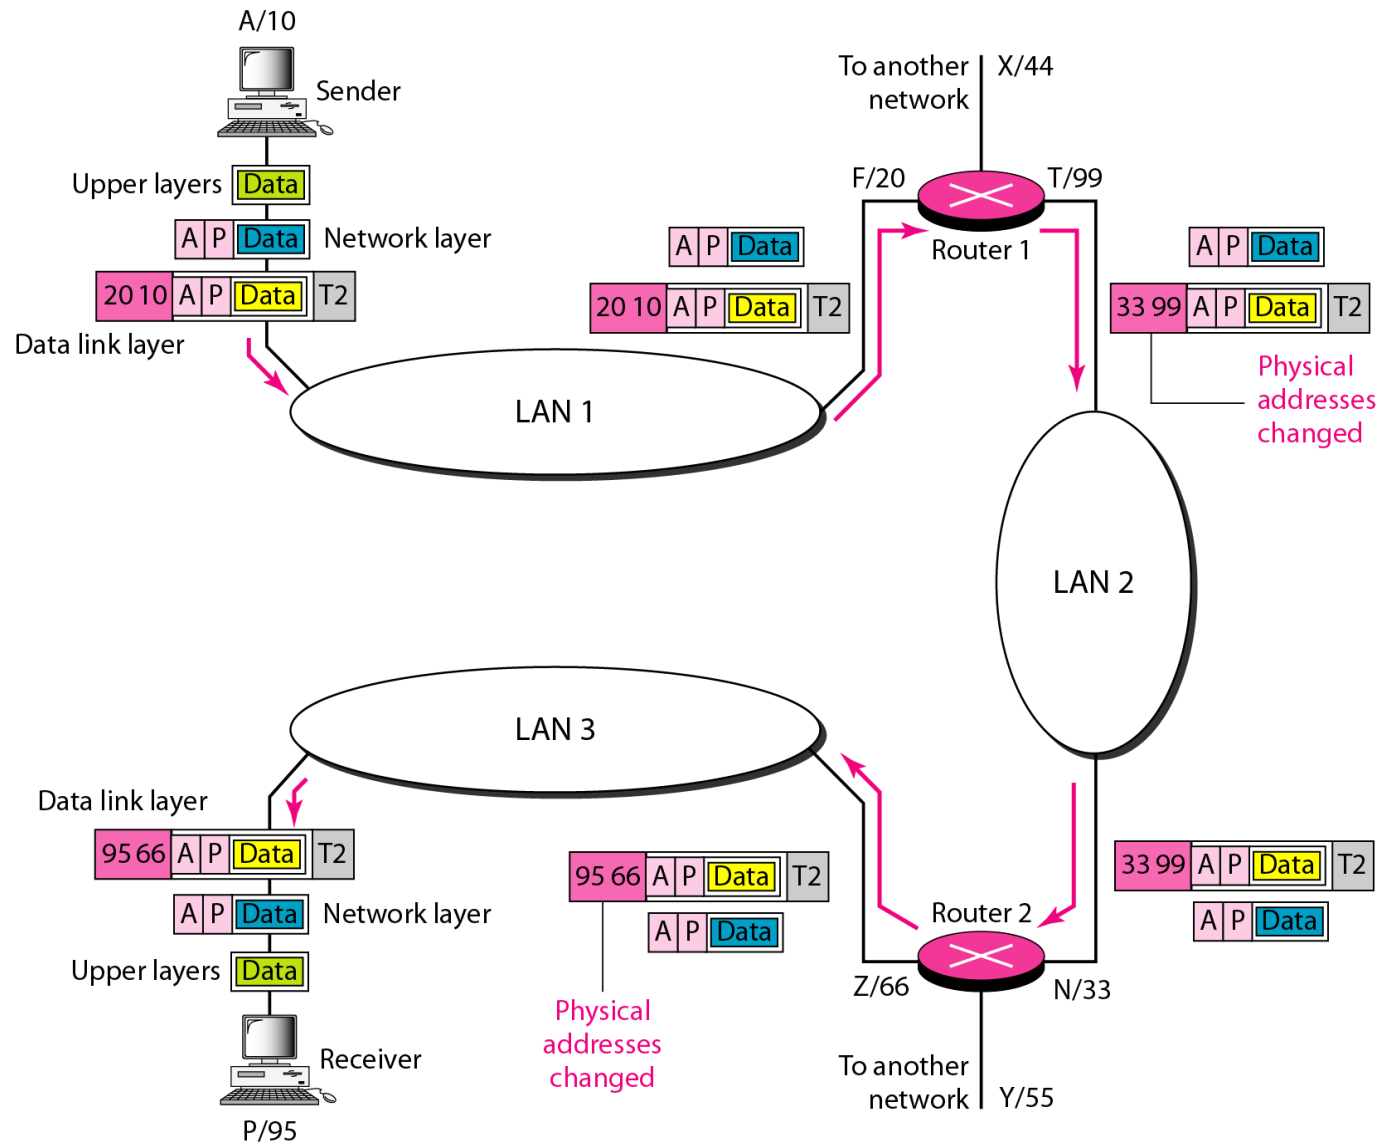 A/10
Sender
To another
network
X/44
Upper layers
Data
F/20
T/99
A P Data
Network layer
A P Data
Router 1
A P Data
20 10 A P Data T2
20 10 A P Data T2
33 99 A P Data T2
Data link layer
Physical
addresses
changed
LAN 1
LAN 2
LAN 3
Data link layer
95 66 A P Data T2
95 66 A P Data T2
33 99 A P Data T2
A P Data
Network layer
A P Data
Router 2
A P Data
Upper layers
Data
Z/66
N/33
Physical
addresses
changed
Receiver
To another
network
Y/55
P/95